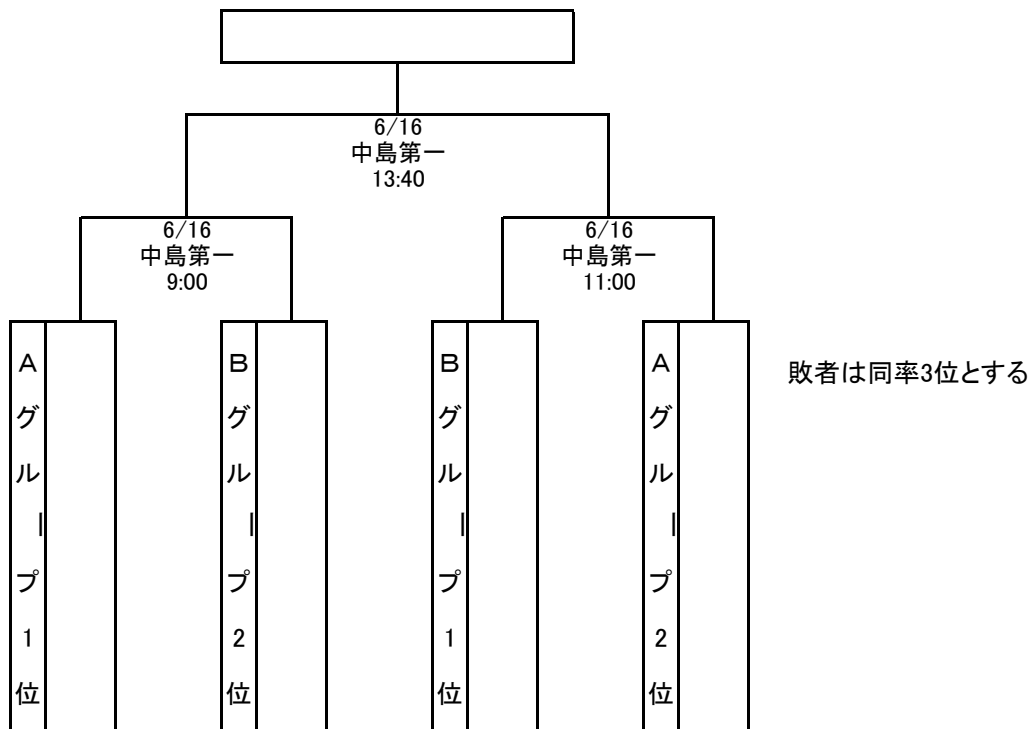 6/16
中島第一
13:40
6/16
中島第一
9:00
6/16
中島第一
11:00
Aグループ1位
Bグループ2位
Bグループ1位
Aグループ2位
敗者は同率3位とする